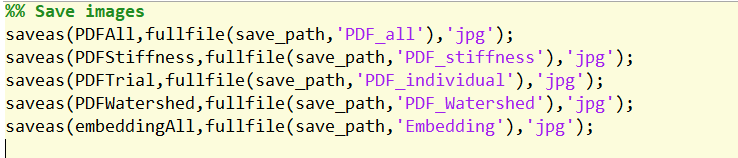 %% Save images
saveas(PDFAll,fullfile(save_path,'PDF_all'),'jpg');
saveas(PDFStiffness,fullfile(save_path,'PDF_stiffness'),'jpg');
saveas(PDFTrial,fullfile(save_path,'PDF_individual'),'jpg');
saveas(PDFWatershed,fullfile(save_path,'PDF_Watershed'),'jpg');
saveas(embeddingAll,fullfile(save_path,'Embedding'),'jpg');